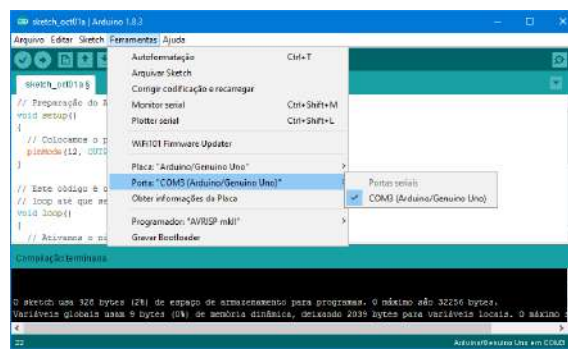 sketch_oct01a | Arduino 1.8.3
Arquivo Editar Sketch Ferramentas Ajuda
sketch_oct01a §
Autoformatação Ctrl+T
Arquivar Sketch
Corrigir codificação e recarregar
Monitor serial Ctrl+Shift+M
Plotter serial Ctrl+Shift+L
WiFi101 Firmware Updater
Placa: "Arduino/Genuino Uno"
Porta: "COM3 (Arduino/Genuino Uno)"
Obter informações da Placa
Programador: "AVRISP mkII"
Gravar Bootloader
Portas seriais
COM3 (Arduino/Genuino Uno)
// Preparação do
void setup()
{
// Colocamos o p
pinMode(12, OUTP
}
// Este código é o
// loop até que se
void loop()
{
// Ativamos o pi
Compilação terminada.
O sketch usa 928 bytes (2%) de espaço de armazenamento para programas. O máximo são 32256 bytes.
Variáveis globais usam 9 bytes (0%) de memória dinâmica, deixando 2039 bytes para variáveis locais. O máximo
22 Arduino/Genuino Uno em COM3